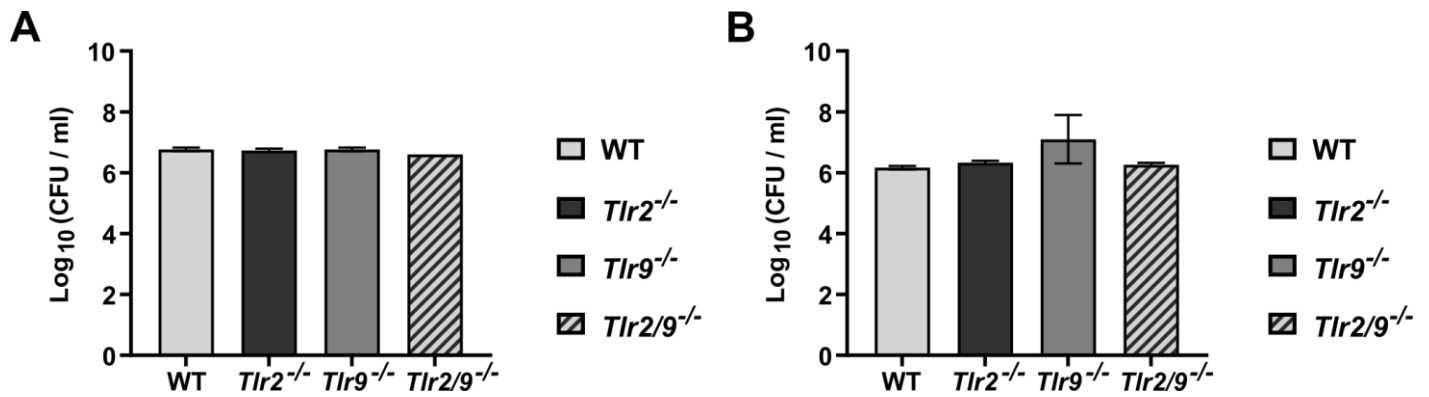 A
10
8
6
4
2
0
Log10 (CFU / ml)
WT Tlr2-/- Tlr9-/- Tlr2/9-/-
WT
Tlr2-/-
Tlr9-/-
Tlr2/9-/-
B
10
8
6
4
2
0
Log10 (CFU / ml)
WT Tlr2-/- Tlr9-/- Tlr2/9-/-
WT
Tlr2-/-
Tlr9-/-
Tlr2/9-/-